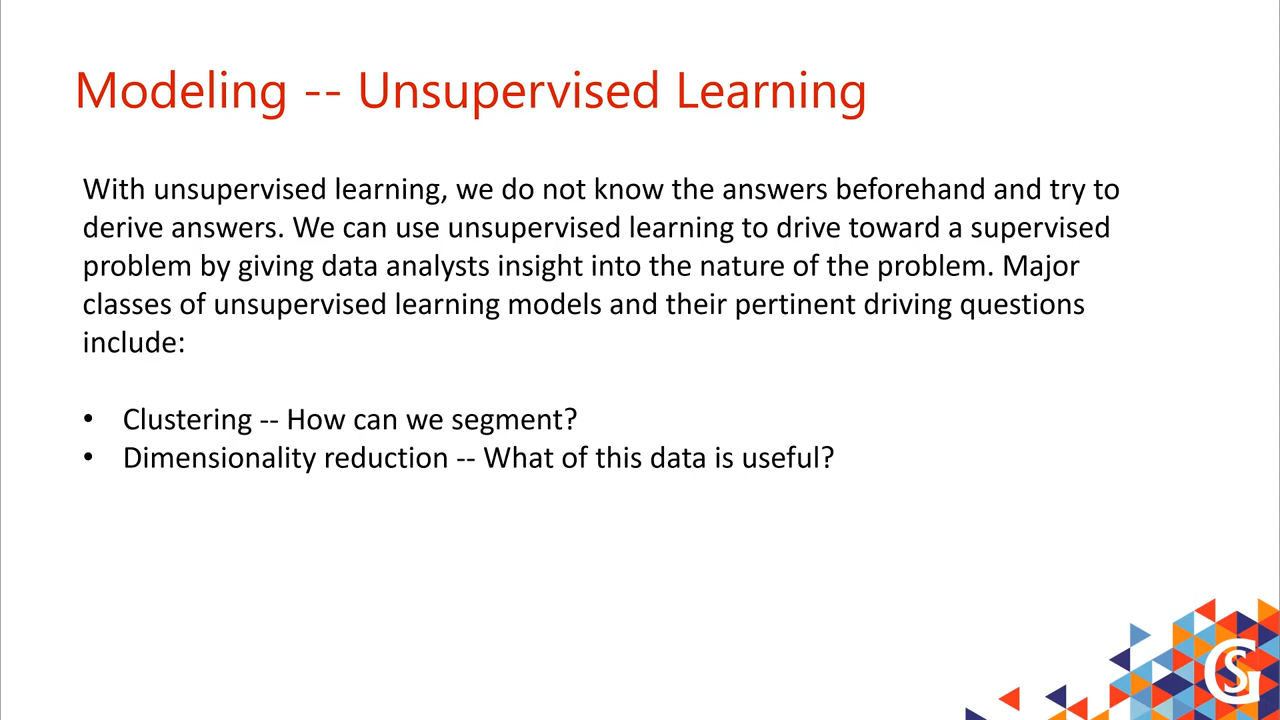 Modeling -- Unsupervised Learning
With unsupervised learning, we do not know the answers beforehand and try to
derive answers. We can use unsupervised learning to drive toward a supervised
problem by giving data analysts insight into the nature of the problem. Major
classes of unsupervised learning models and their pertinent driving questions
include:
• Clustering -- How can we segment?
• Dimensionality reduction -- What of this data is useful?
GS